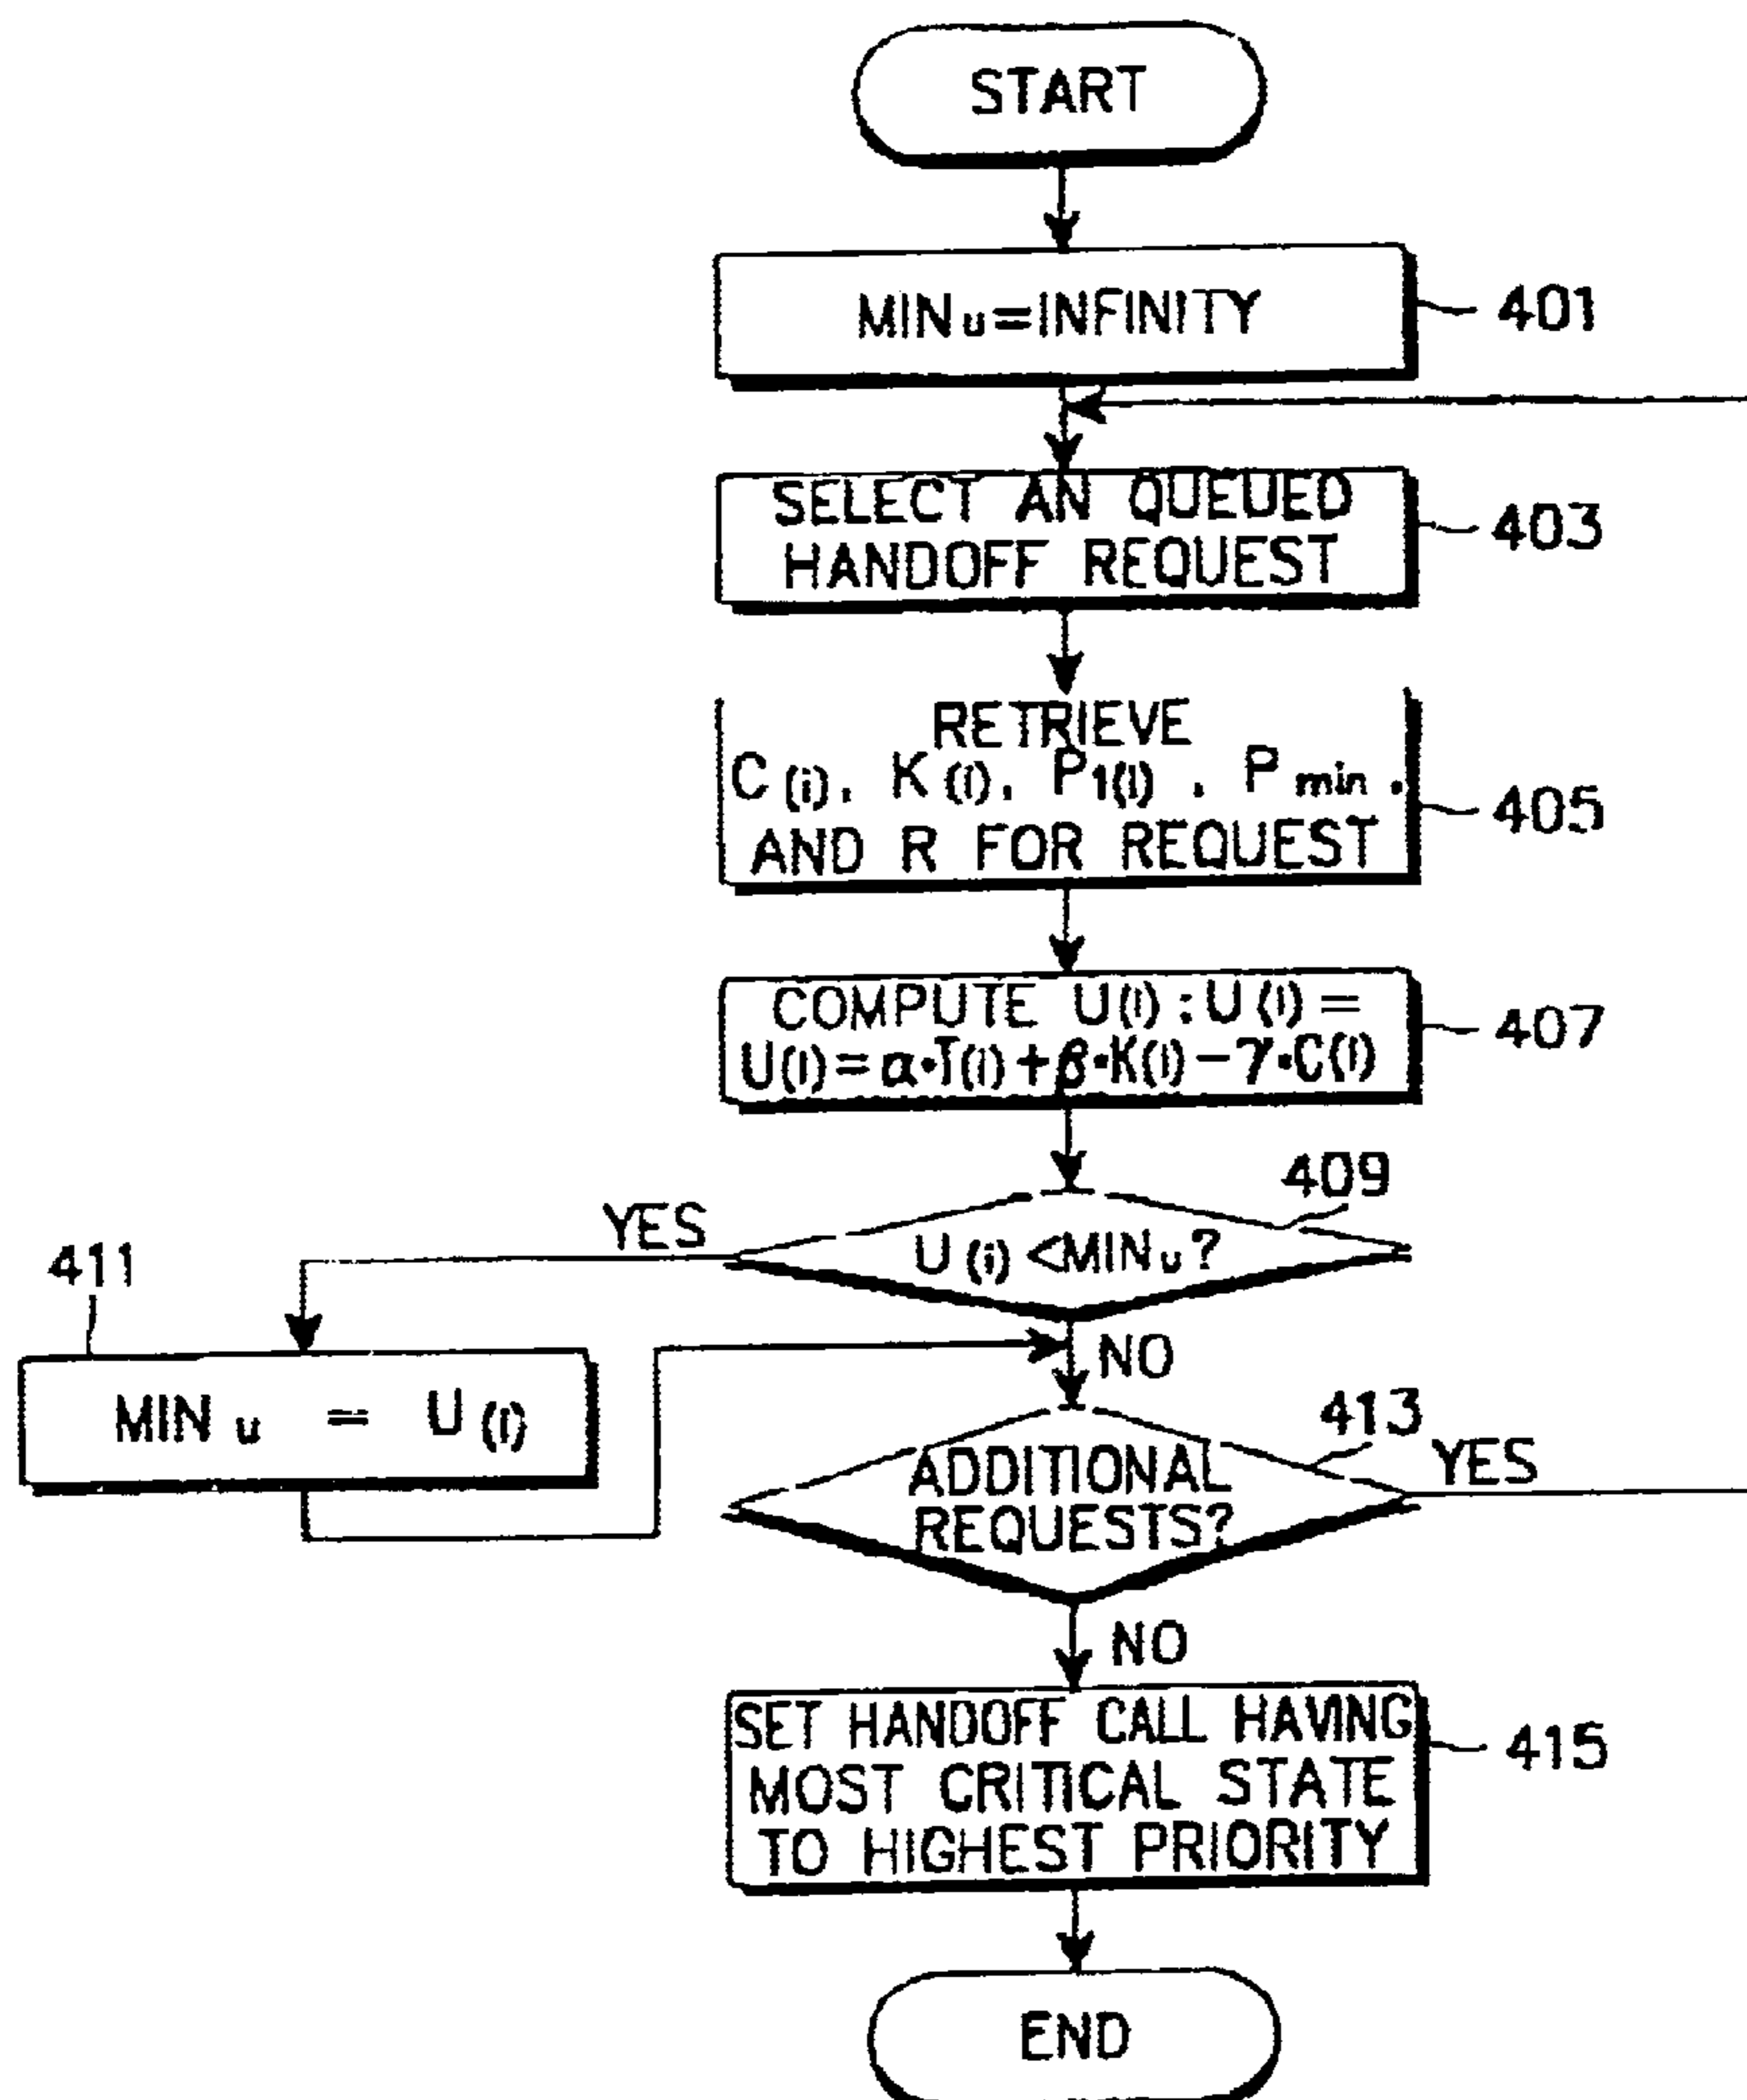 START
MINu=INFINITY
401
SELECT AN QUEUED
HANDOFF REQUEST
403
RETRIEVE
C(i), K(i), P1(i) , Pmin ,
AND R FOR REQUEST
405
COMPUTE U(i) : U(i) =
U(i) = α·T(i) + β·K(i) − γ·C(i)
407
409
YES
U(i) <MINu?
411
NO
MINu = U(i)
413
YES
ADDITIONAL
REQUESTS?
NO
SET HANDOFF CALL HAVING
MOST CRITICAL STATE
TO HIGHEST PRIORITY
415
END